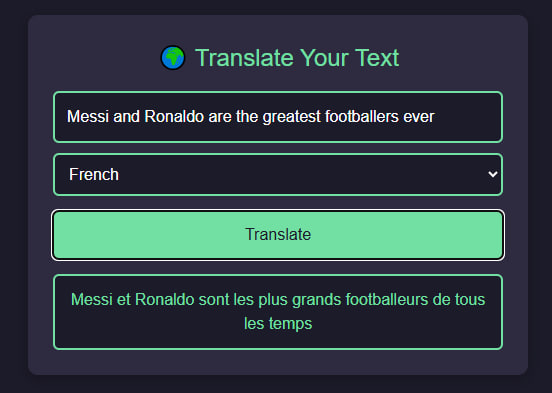 🌍 Translate Your Text
Messi and Ronaldo are the greatest footballers ever
French
Translate
Messi et Ronaldo sont les plus grands footballeurs de tous
les temps